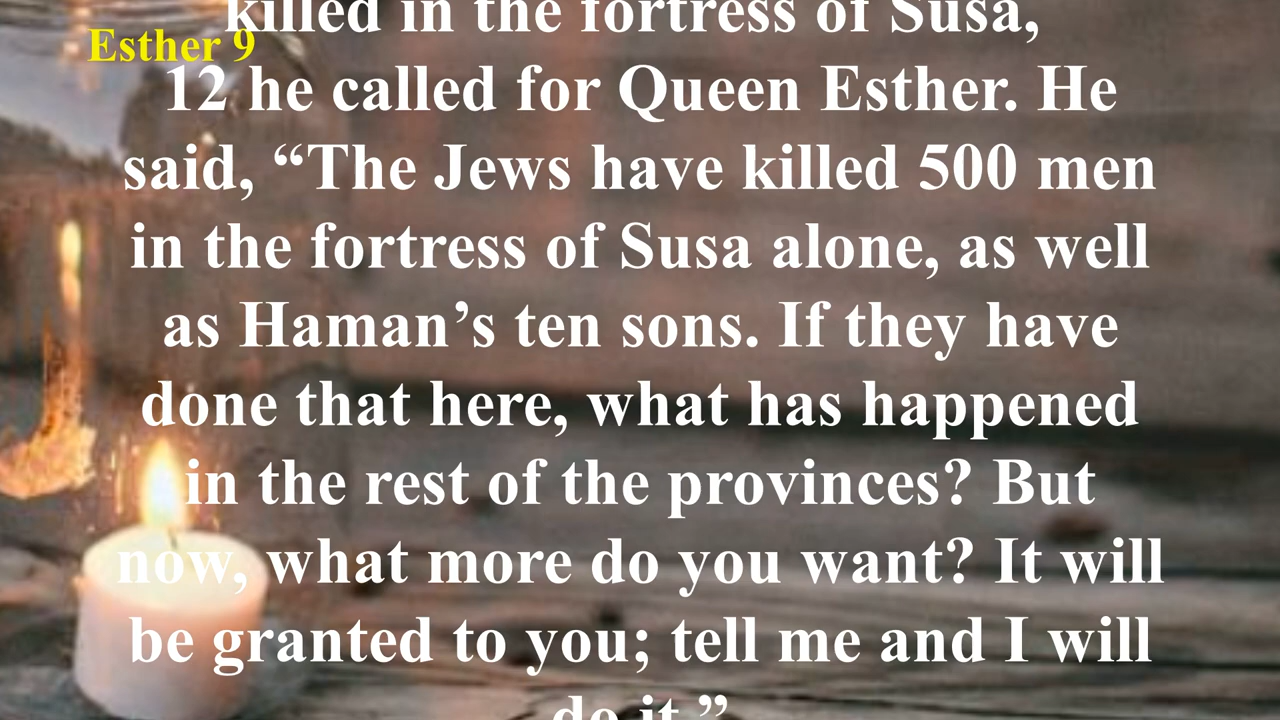 killed in the fortress of Susa,
Esther 9
12 he called for Queen Esther. He
said, “The Jews have killed 500 men
in the fortress of Susa alone, as well
as Haman’s ten sons. If they have
done that here, what has happened
in the rest of the provinces? But
now, what more do you want? It will
be granted to you; tell me and I will
do it.”